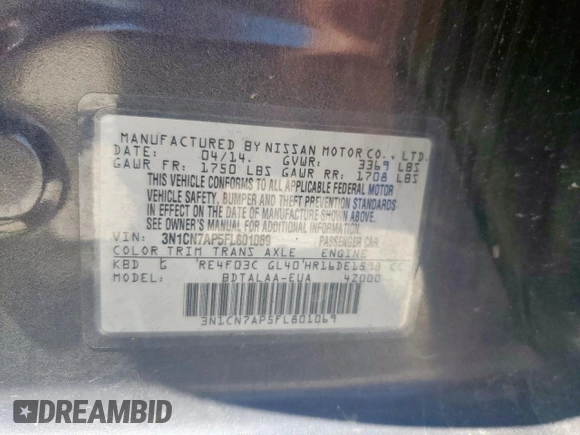 MANUFACTURED BY NISSAN MOTOR CO., LTD.
DATE: 04/14. GVWR: 3369 LBS
GAWR FR: 1750 LBS GAWR RR: 1708 LBS
THIS VEHICLE CONFORMS TO ALL APPLICABLE FEDERAL MOTOR
VEHICLE SAFETY, BUMPER, AND THEFT PREVENTION STANDARDS
IN EFFECT ON THE DATE OF MANUFACTURE SHOWN ABOVE.
SEE OWNER'S MANUAL FOR ADDITIONAL INFORMATION
VIN: 3N1CN7AP5FL801069 PASSENGER CAR
COLOR TRIM TRANS AXLE ENGINE
KBD G RE4F03C GL40 HR16DE1598 CC
MODEL: BDTALAA-EUA 42000
3N1CN7AP5FL801069
DREAMBID